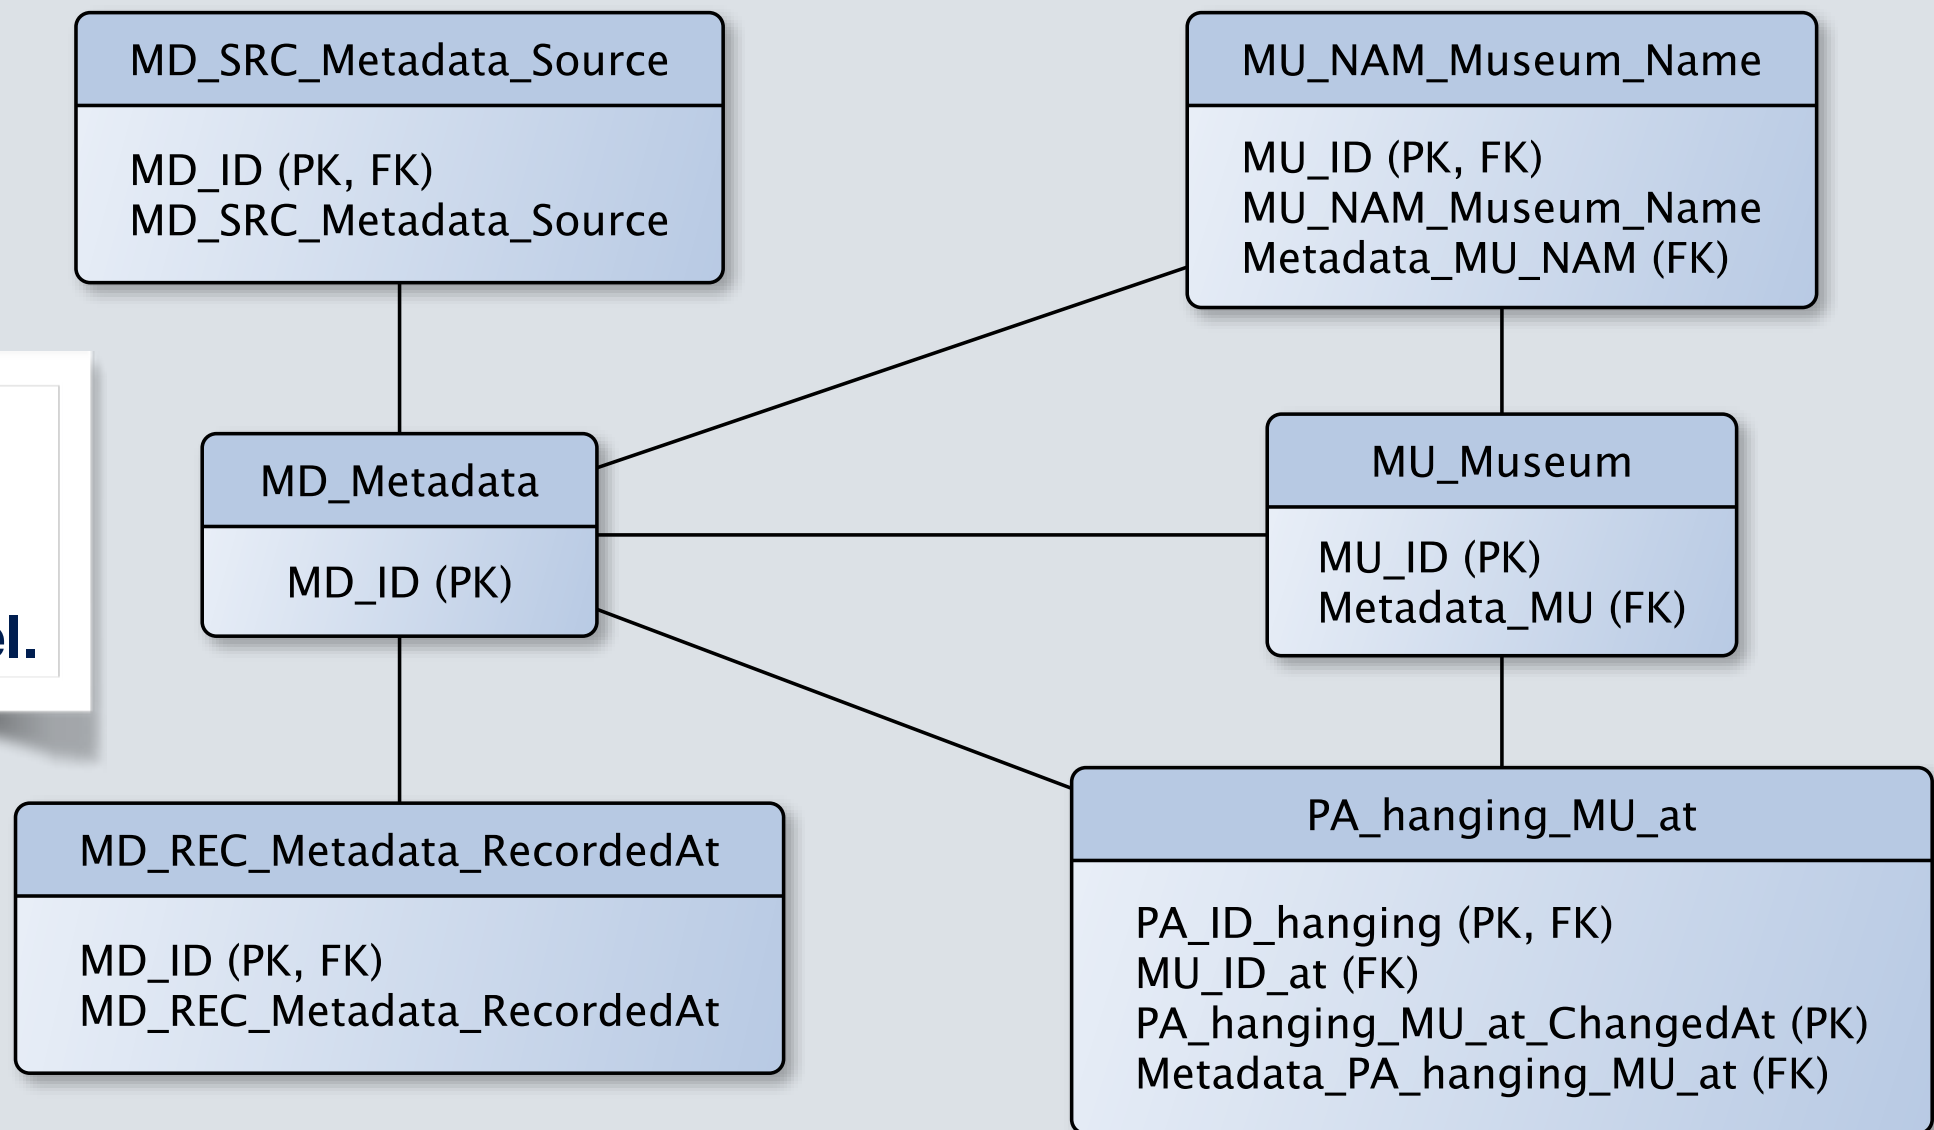 MD_SRC_Metadata_Source
MD_ID (PK, FK)
MD_SRC_Metadata_Source
MU_NAM_Museum_Name
MU_ID (PK, FK)
MU_NAM_Museum_Name
Metadata_MU_NAM (FK)
MD_Metadata
MD_ID (PK)
MU_Museum
MU_ID (PK)
Metadata_MU (FK)
MD_REC_Metadata_RecordedAt
MD_ID (PK, FK)
MD_REC_Metadata_RecordedAt
PA_hanging_MU_at
PA_ID_hanging (PK, FK)
MU_ID_at (FK)
PA_hanging_MU_at_ChangedAt (PK)
Metadata_PA_hanging_MU_at (FK)